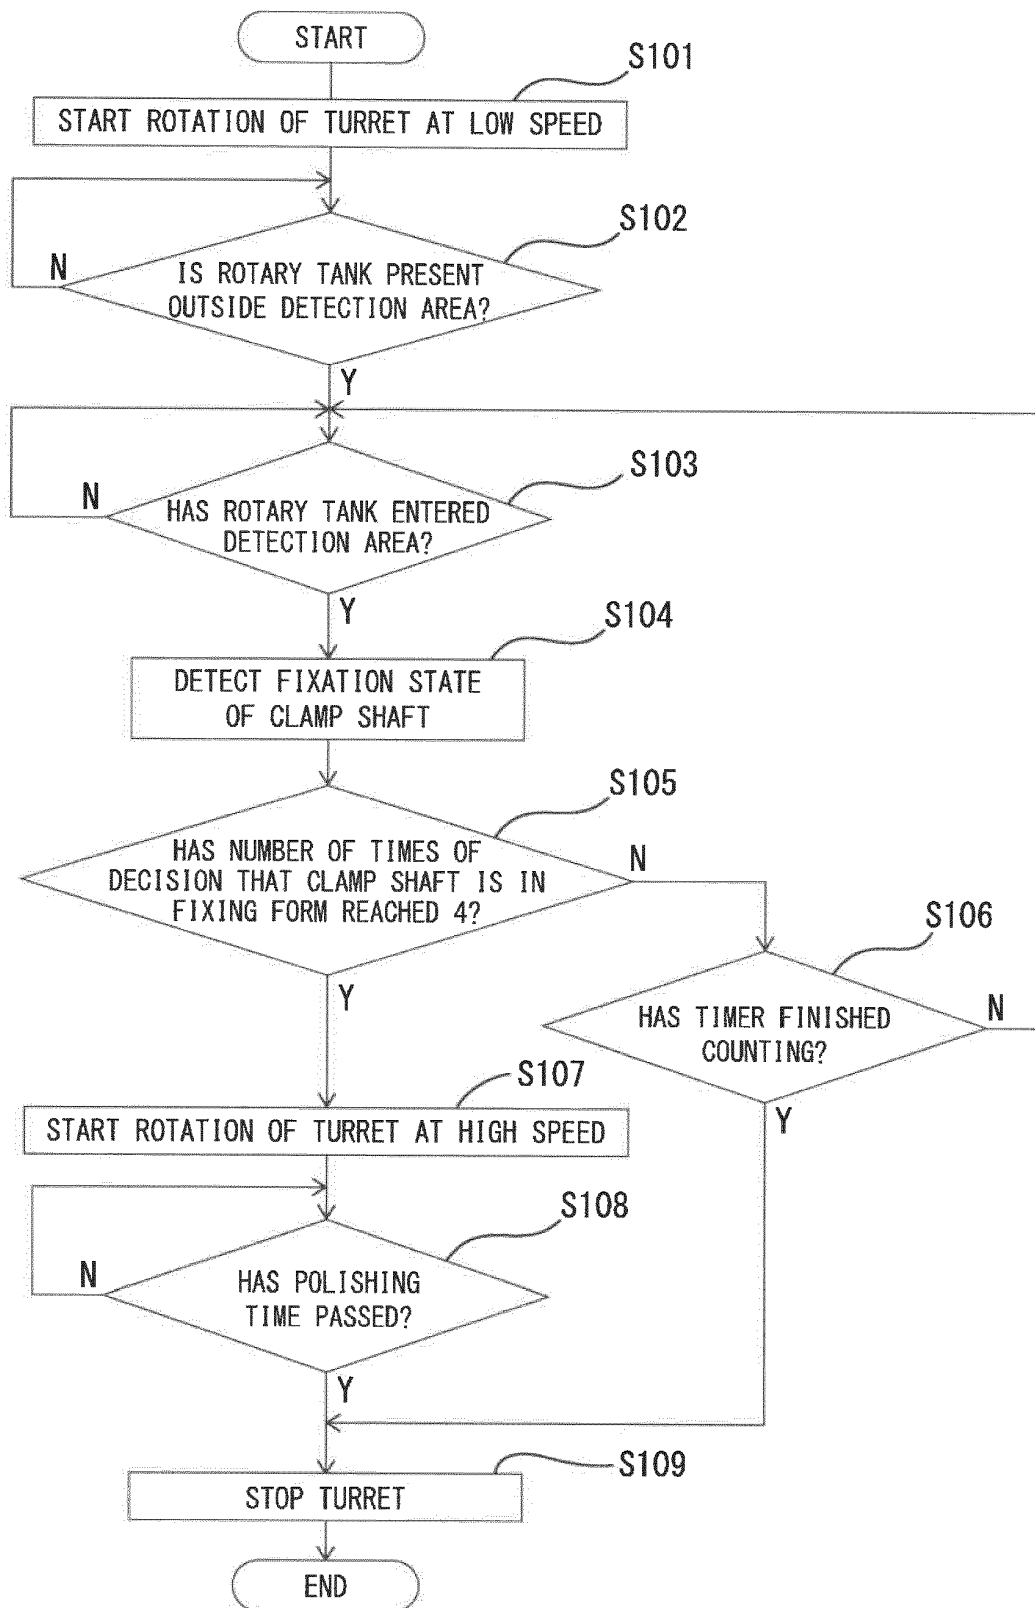 START
S101
START ROTATION OF TURRET AT LOW SPEED
S102
IS ROTARY TANK PRESENT
OUTSIDE DETECTION AREA?
N
Y
S103
HAS ROTARY TANK ENTERED
DETECTION AREA?
N
Y
S104
DETECT FIXATION STATE
OF CLAMP SHAFT
S105
HAS NUMBER OF TIMES OF
DECISION THAT CLAMP SHAFT IS IN
FIXING FORM REACHED 4?
N
Y
S106
HAS TIMER FINISHED
COUNTING?
N
Y
S107
START ROTATION OF TURRET AT HIGH SPEED
S108
HAS POLISHING
TIME PASSED?
N
Y
S109
STOP TURRET
END